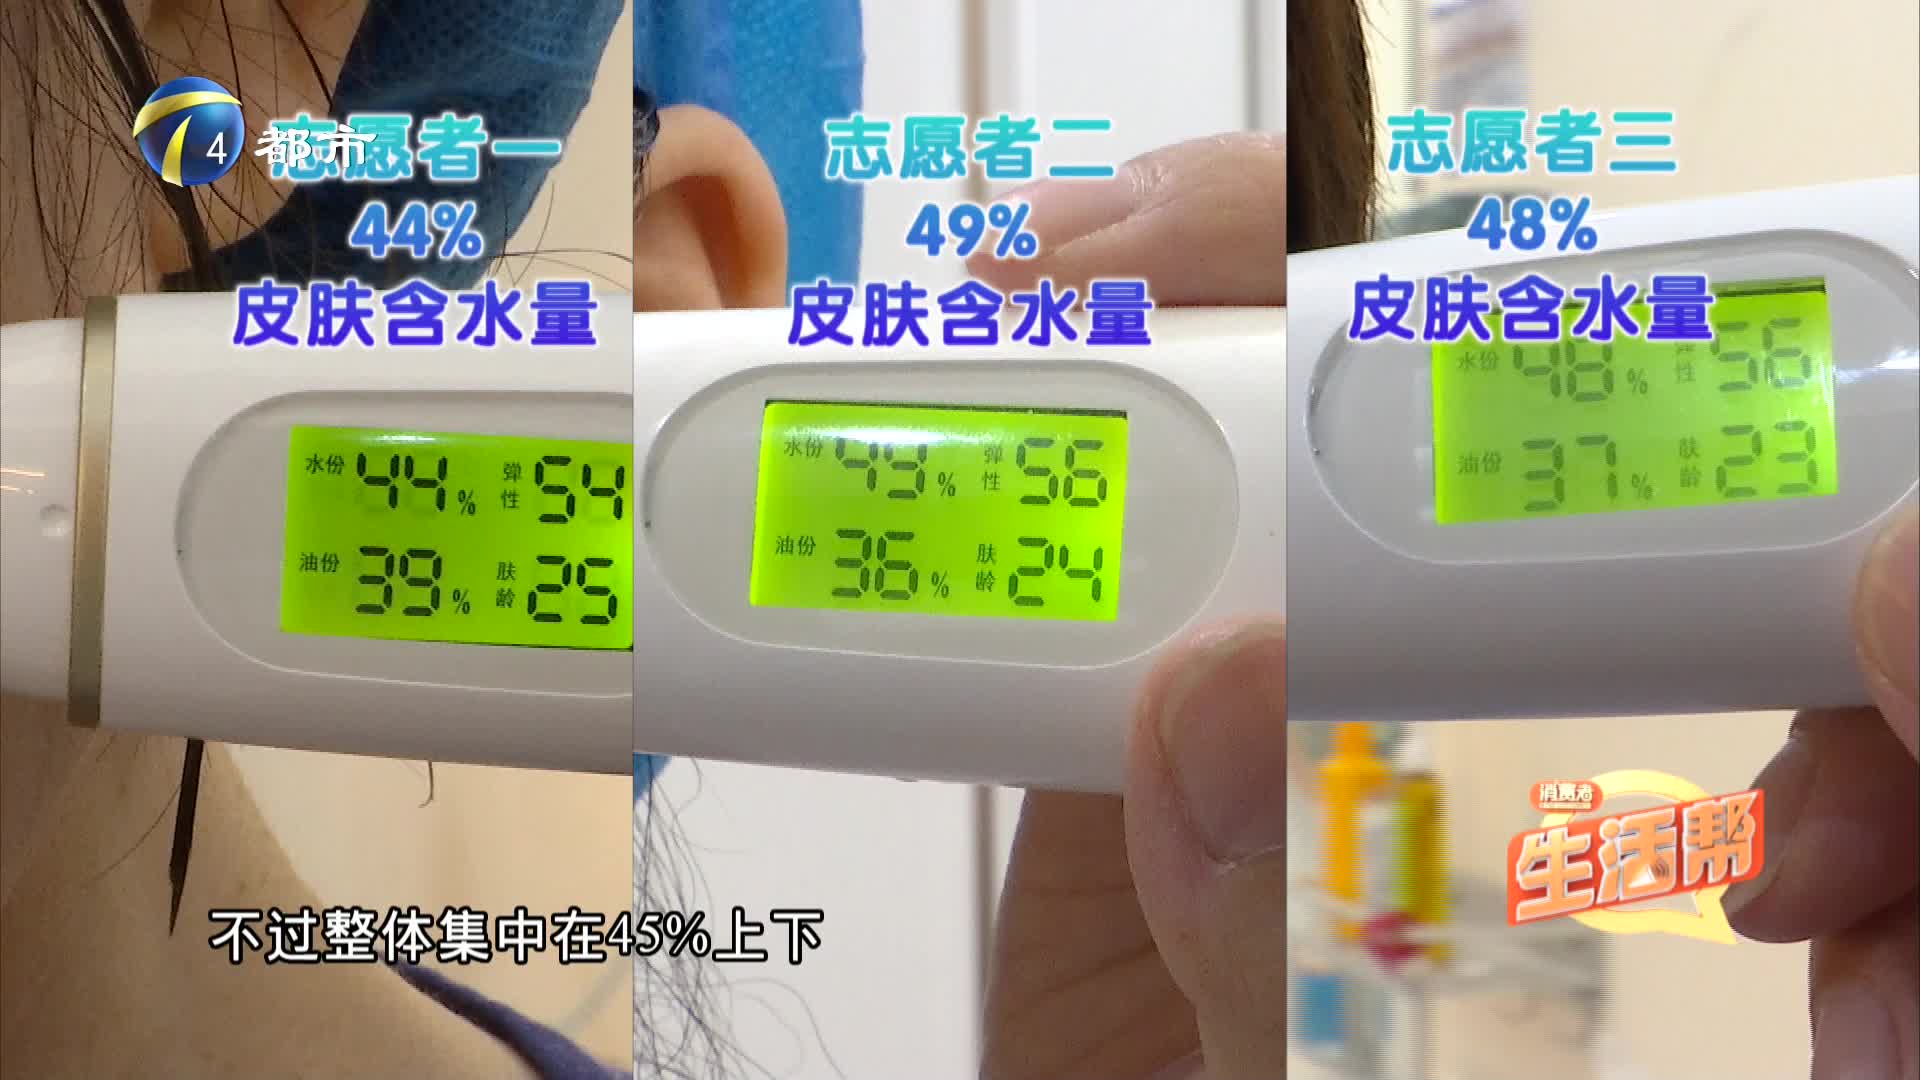 4 都市
志愿者一
44%
皮肤含水量
水份 44% 弹性 54
油份 39% 肤龄 25
志愿者二
49%
皮肤含水量
水份 49% 弹性 56
油份 36% 肤龄 24
志愿者三
48%
皮肤含水量
水份 48% 弹性 56
油份 37% 肤龄 23
消费者
生活帮
不过整体集中在45%上下